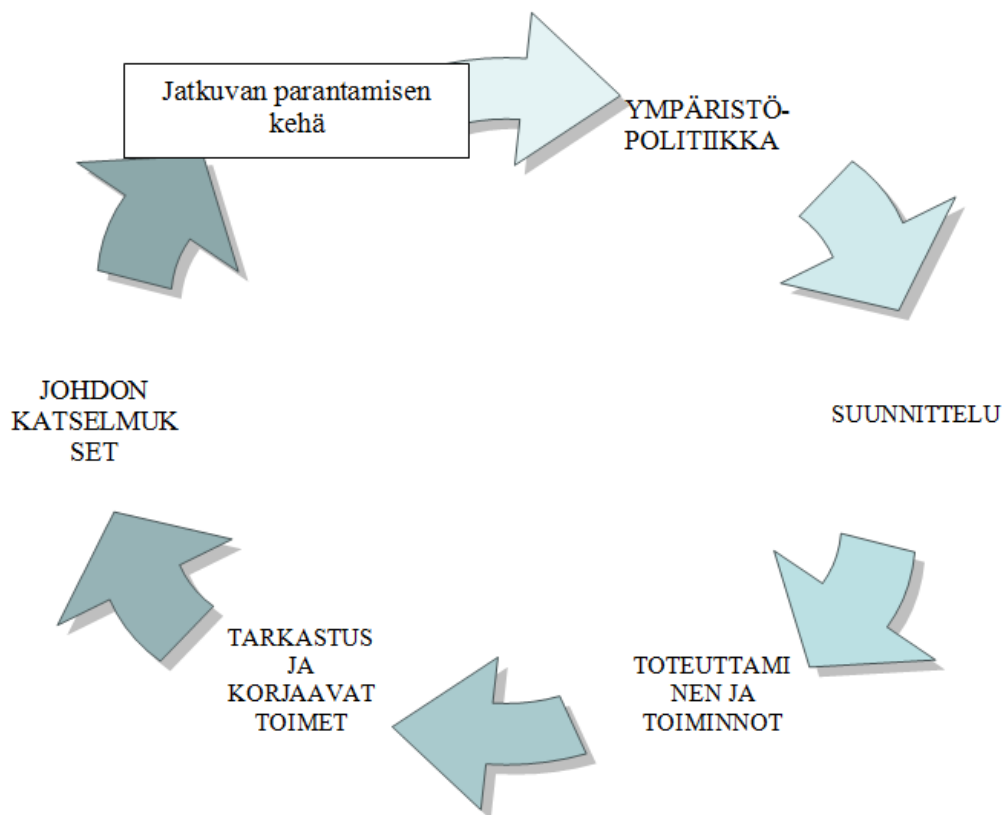 Jatkuvan parantamisen
kehä
YMPÄRISTÖ-
POLITIIKKA
SUUNNITTELU
TOTEUTTAMI
NEN JA
TOIMINNOT
TARKASTUS
JA
KORJAAVAT
TOIMET
JOHDON
KATSELMUK
SET